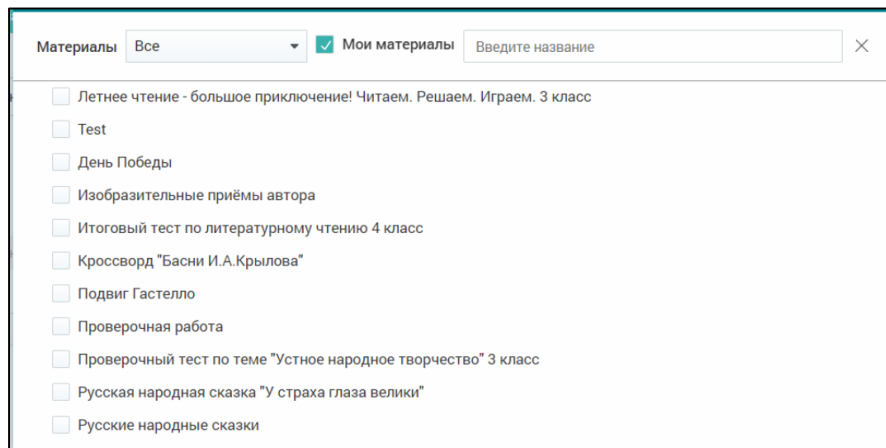 Материалы Все Мои материалы Введите название
Летнее чтение - большое приключение! Читаем. Решаем. Играем. 3 класс
Test
День Победы
Изобразительные приёмы автора
Итоговый тест по литературному чтению 4 класс
Кроссворд "Басни И.А.Крылова"
Подвиг Гастелло
Проверочная работа
Проверочный тест по теме "Устное народное творчество" 3 класс
Русская народная сказка "У страха глаза велики"
Русские народные сказки